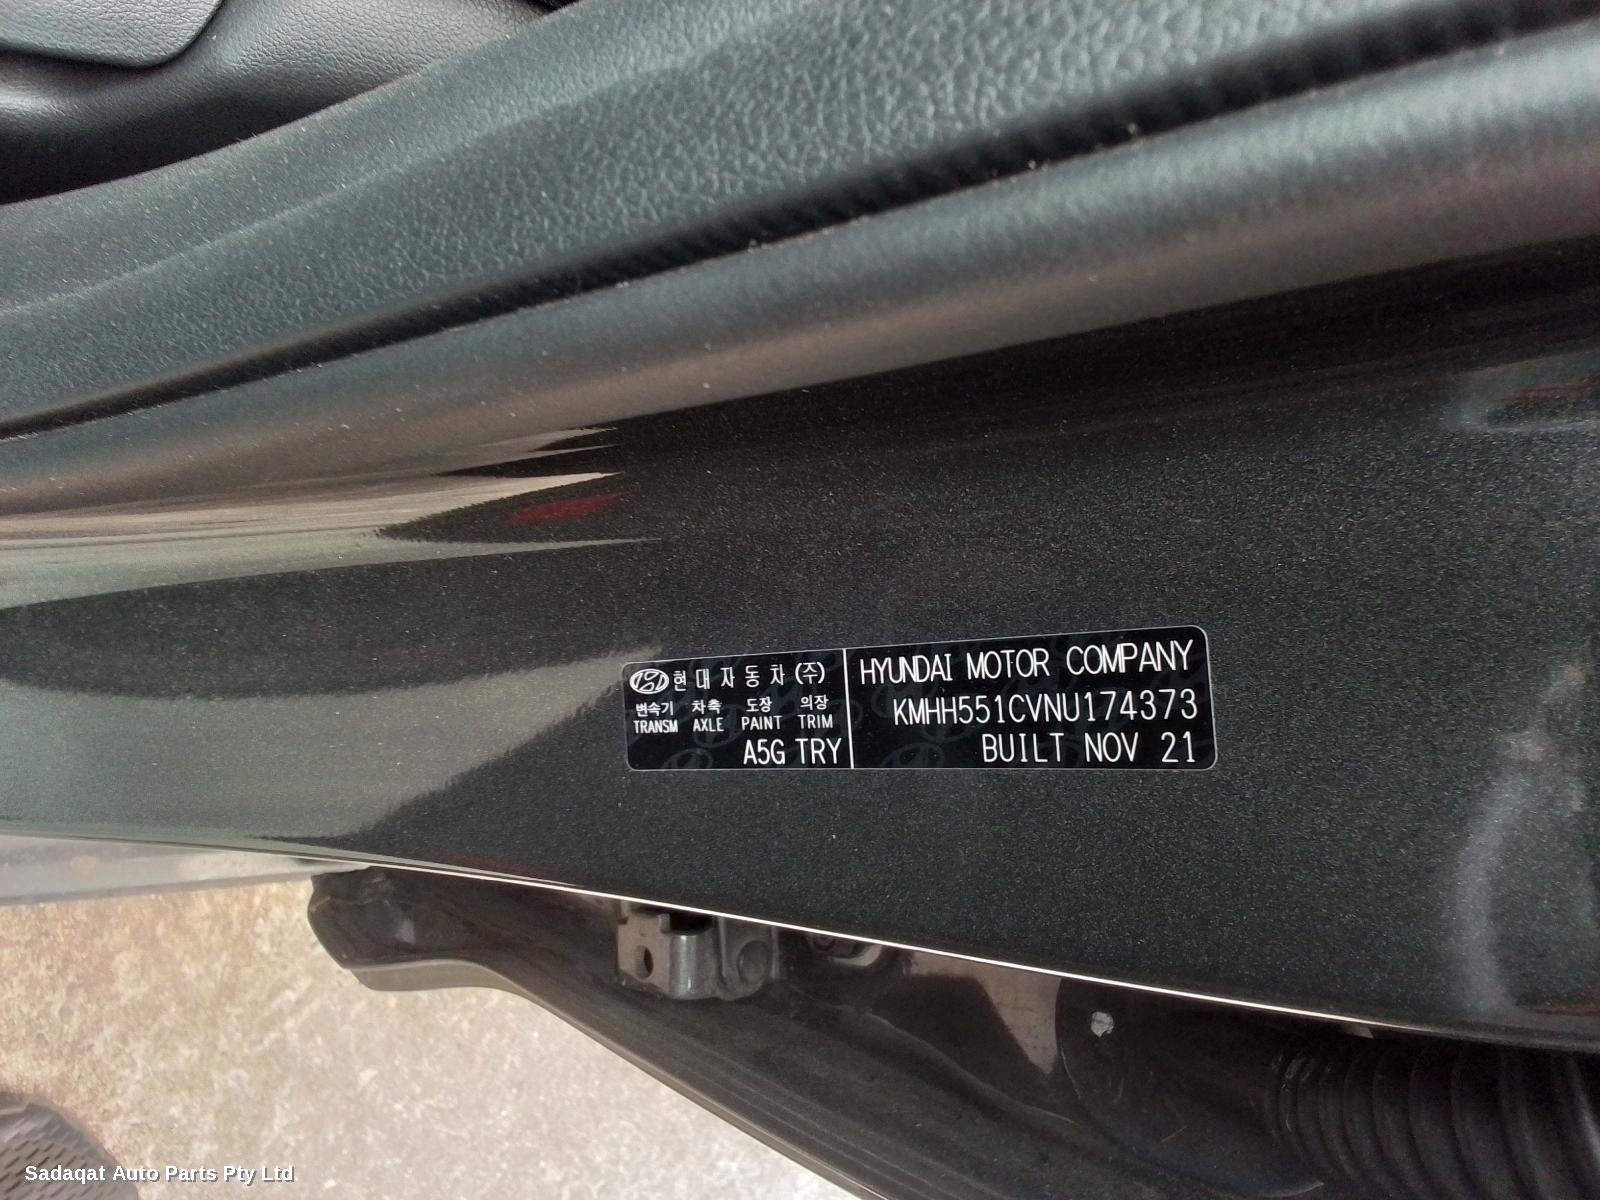 현대자동차(주)
변속기 차축 도장 의장
TRANSM AXLE PAINT TRIM
A5G TRY
HYUNDAI MOTOR COMPANY
KMHH551CVNU174373
BUILT NOV 21
Sadaqat Auto Parts Pty Ltd